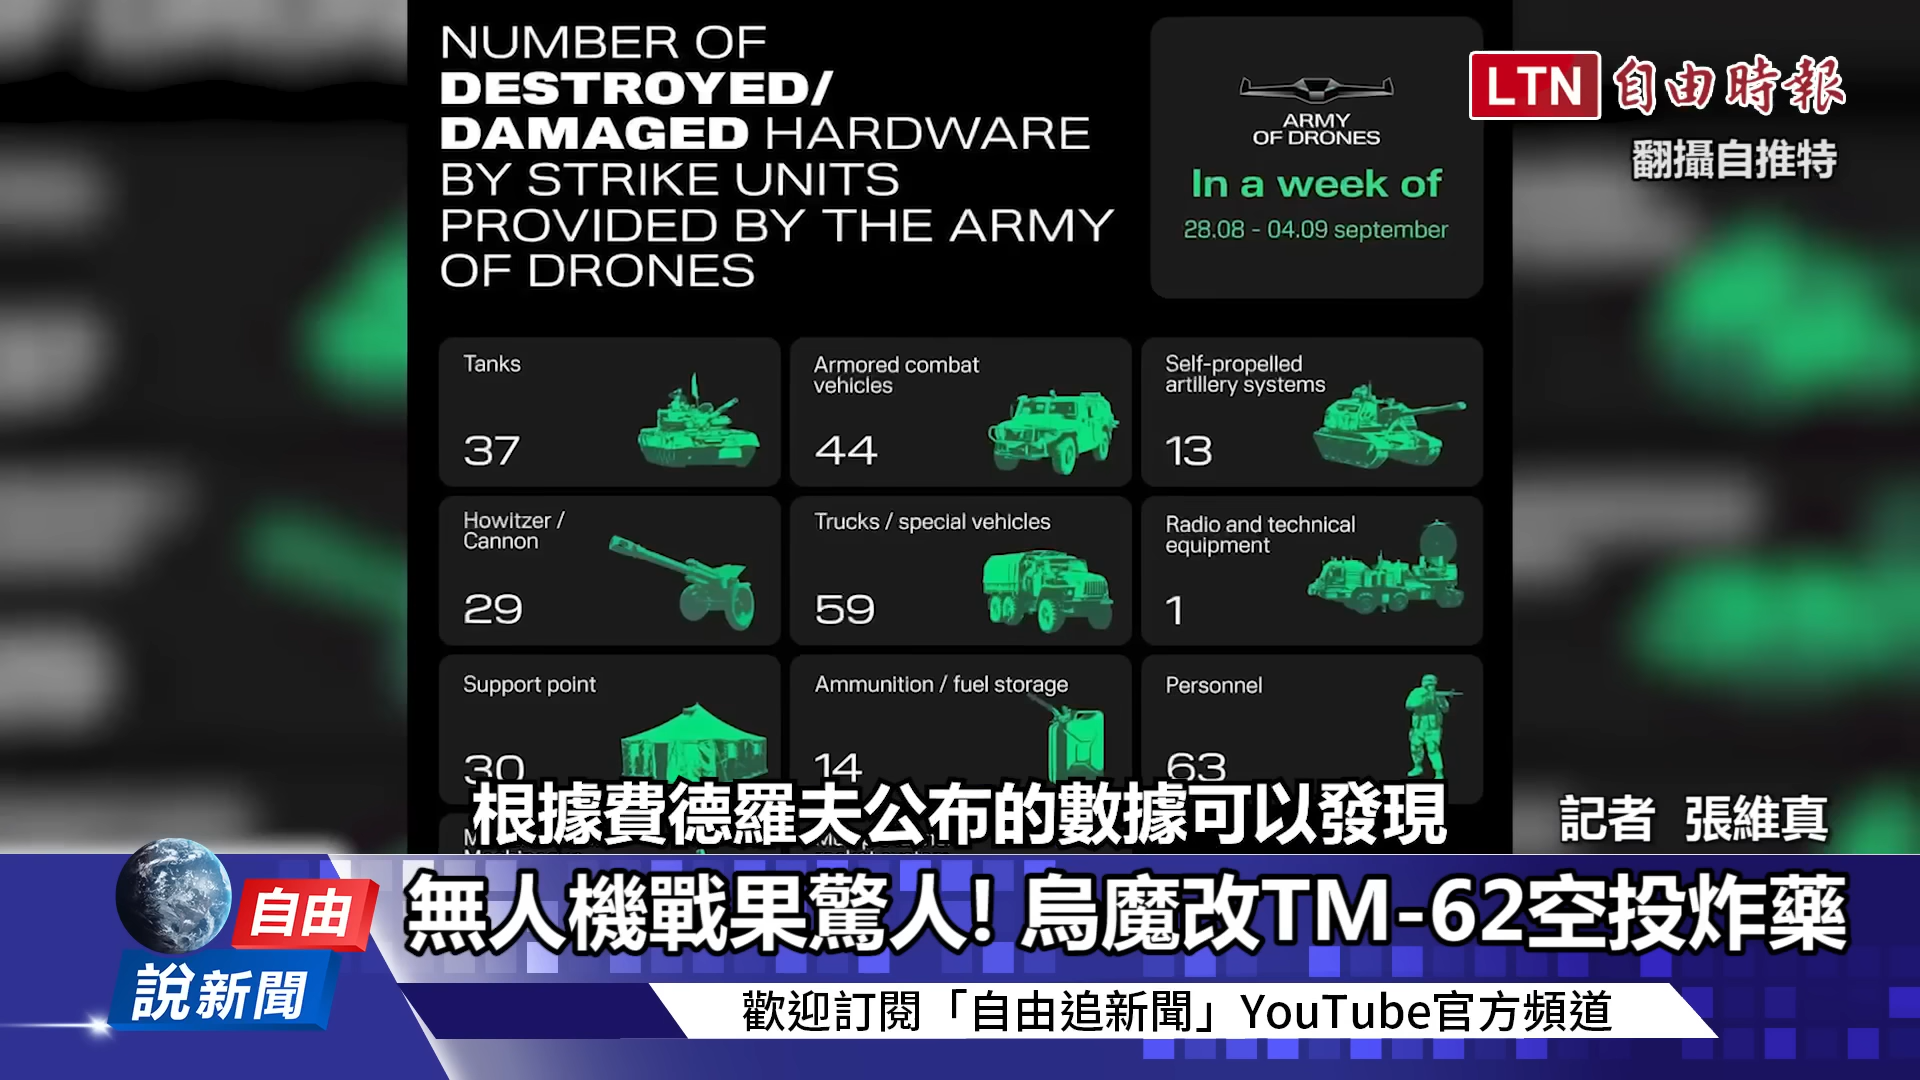 NUMBER OF
DESTROYED/
DAMAGED HARDWARE
BY STRIKE UNITS
PROVIDED BY THE ARMY
OF DRONES
ARMY
OF DRONES
In a week of
28.08 - 04.09 september
LTN 自由時報
翻攝自推特
Tanks
37
Armored combat
vehicles
44
Self-propelled
artillery systems
13
Howitzer /
Cannon
29
Trucks / special vehicles
59
Radio and technical
equipment
1
Support point
30
Ammunition / fuel storage
14
Personnel
63
根據費德羅夫公布的數據可以發現
記者 張維真
自由
說新聞
無人機戰果驚人! 烏魔改TM-62空投炸藥
歡迎訂閱「自由追新聞」YouTube官方頻道